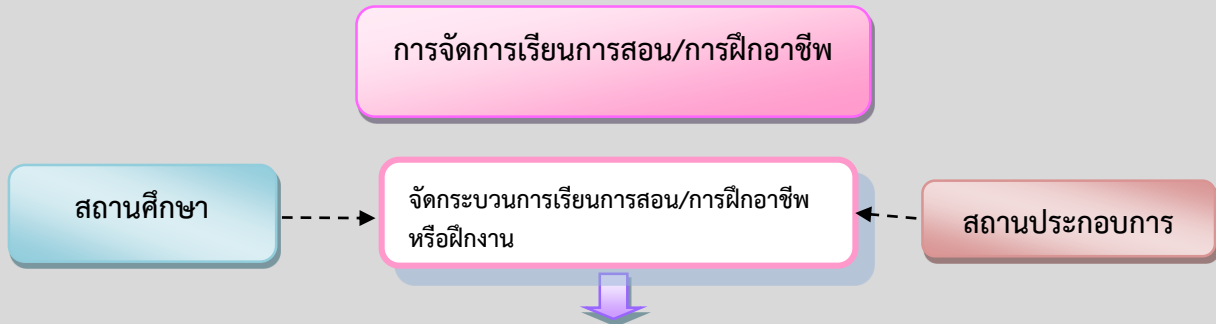 การจัดการเรียนการสอน/การฝึกอาชีพ
สถานศึกษา
จัดกระบวนการเรียนการสอน/การฝึกอาชีพ
หรือฝึกงาน
สถานประกอบการ